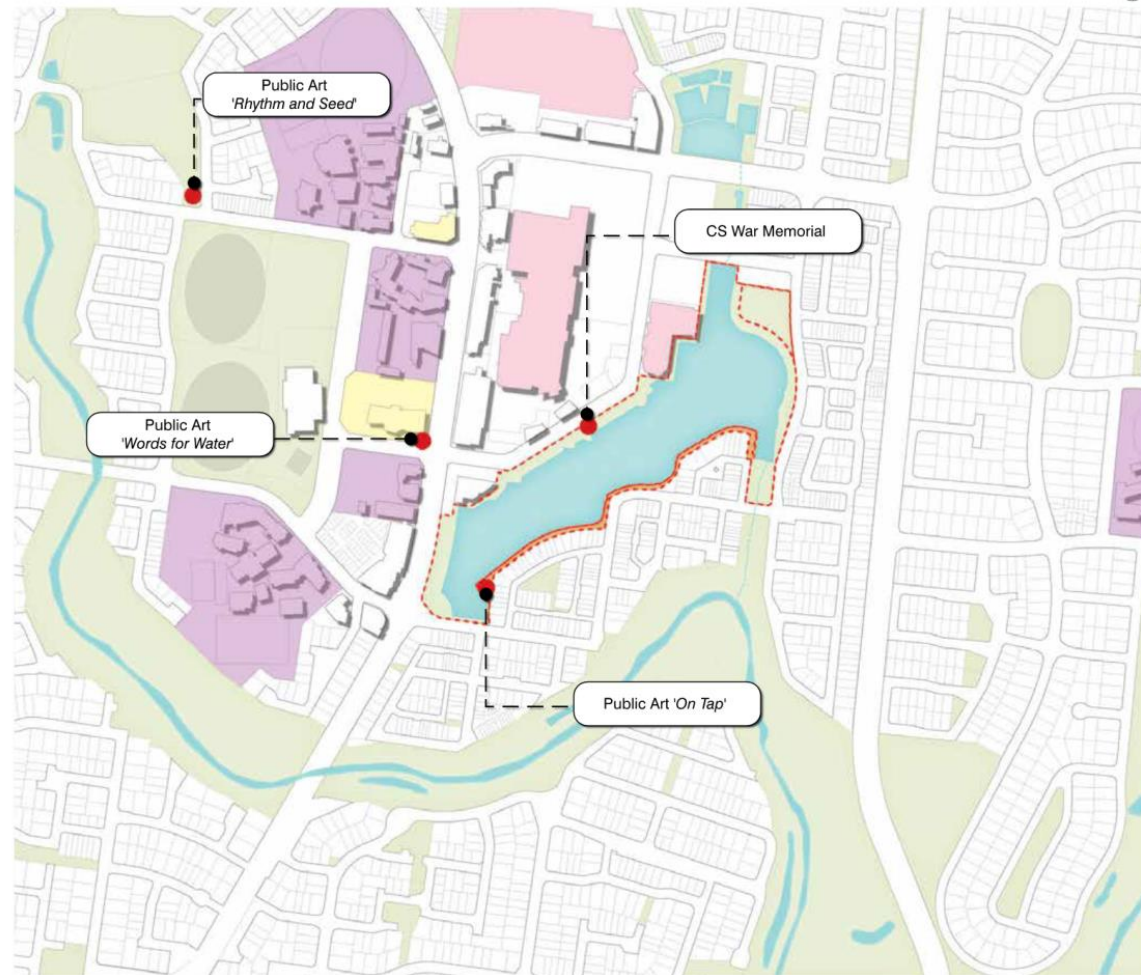 Public Art
'Rhythm and Seed'
CS War Memorial
Public Art
'Words for Water'
Public Art 'On Tap'